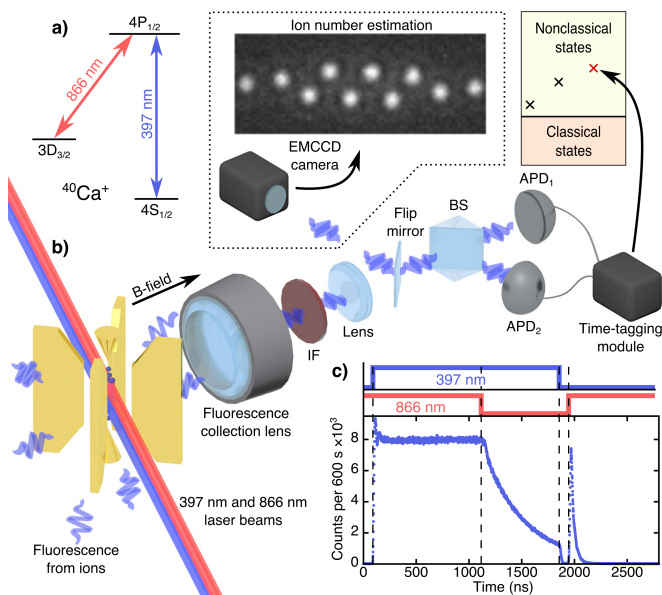 a)
4P1/2
866 nm
397 nm
3D3/2
40Ca+
4S1/2
Ion number estimation
EMCCD
camera
Nonclassical
states
Classical
states
APD1
BS
Flip
mirror
APD2
Time-tagging
module
b)
B-field
Lens
IF
Fluorescence
collection lens
397 nm and 866 nm
laser beams
Fluorescence
from ions
c)
397 nm
866 nm
Counts per 600 s ×10³
8
6
4
2
0
0 500 1000 1500 2000 2500
Time (ns)